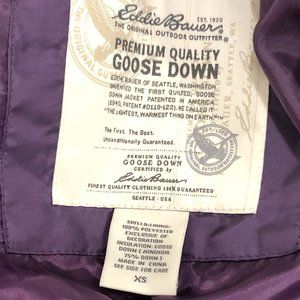 Eddie Bauer
EST. 1920
THE ORIGINAL OUTDOOR OUTFITTER
PREMIUM QUALITY
GOOSE DOWN
EDDIE BAUER OF SEATTLE, WASHINGTON
INVENTED THE FIRST QUILTED, GOOSE
DOWN JACKET PATENTED IN AMERICA
(1940, PATENT #D119-122). WE CALLED IT
"THE LIGHTEST, WARMEST THING ON EARTH"
The First. The Best.
Unconditionally Guaranteed.
PREMIUM QUALITY
GOOSE DOWN
CERTIFIED by
Eddie Bauer
FINEST QUALITY CLOTHING 100% GUARANTEED
SEATTLE · USA
SHELL & LINING:
100% POLYESTER
EXCLUSIVE OF
DECORATION
INSULATION: GOOSE
DOWN (MINIMUM
75% DOWN)
MADE IN CHINA
SEE SIDE FOR CARE
XS